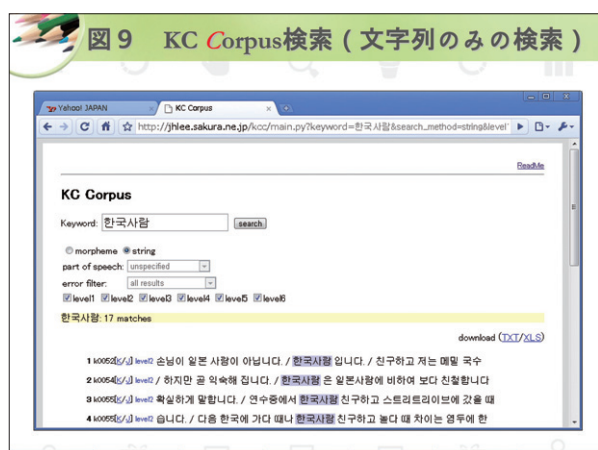 図9 KC Corpus検索(文字列のみの検索)
Yahoo! JAPAN
KC Corpus
http://jhlee.sakura.ne.jp/kcc/main.py?keyword=한국사람&search_method=string&level
ReadMe
KC Corpus
Keyword: 한국사람 search
morpheme string
part of speech: unspecified
error filter: all results
level1 level2 level3 level4 level5 level6
한국사람: 17 matches
download (TXT/XLS)
1 k0052[K/J] level2 손님이 일본 사람이 아닙니다. / 한국사람 입니다. / 친구하고 저는 메밀 국수
2 k0054[K/J] level2 / 하지만 곧 익숙해 집니다. / 한국사람 은 일본사람에 비하여 보다 친철합니다
3 k0055[K/J] level2 확실하게 말합니다. / 연수중에서 한국사람 친구하고 스트리트리이브에 갔을 때
4 k0055[K/J] level2 습니다. / 다음 한국에 가다 때나 한국사람 친구하고 놀다 때 차이는 염두에 한